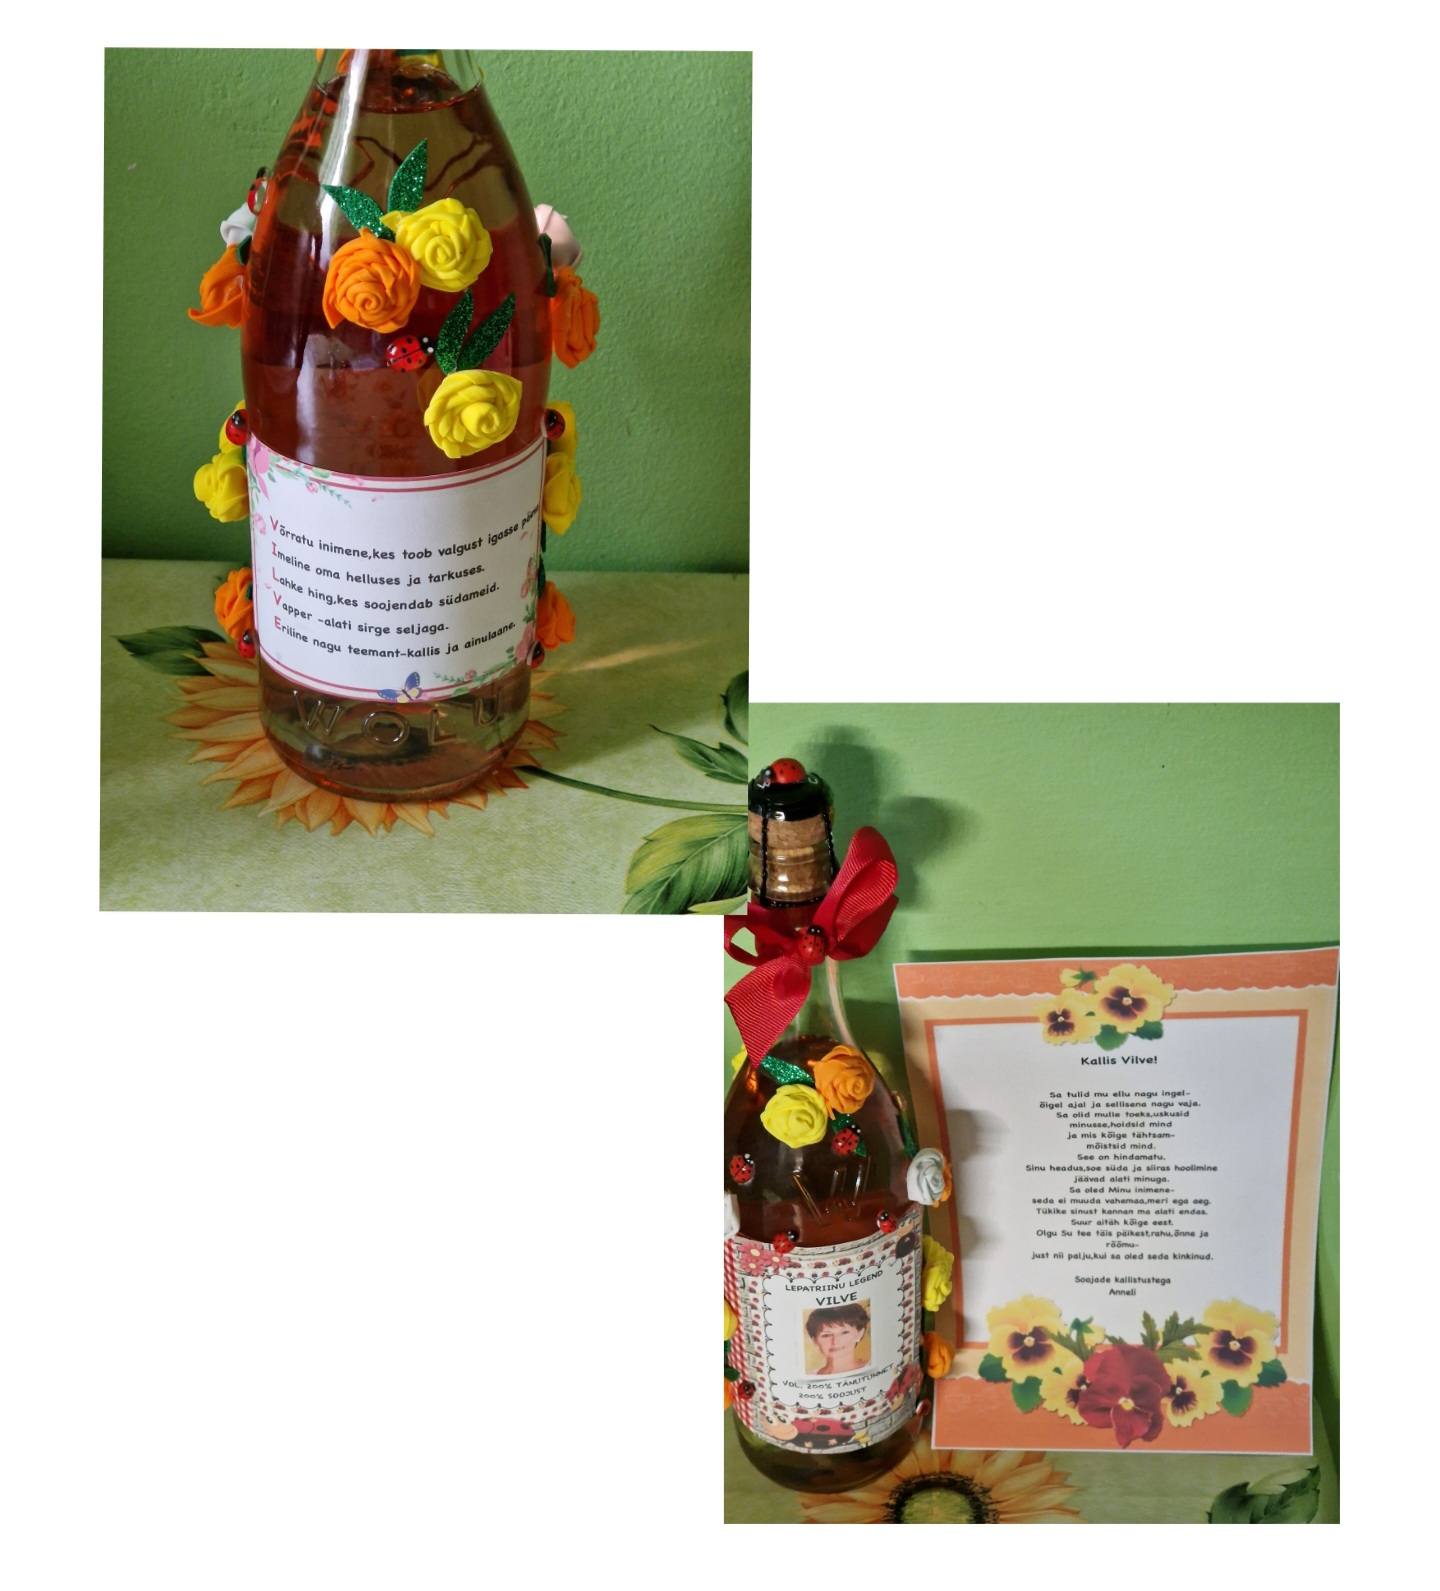 Võrratu inimene,kes toob valgust igasse
Imeline oma helluses ja tarkuses.
Lahke hing,kes soojendab südameid.
Vapper -alati sirge seljaga.
Eriline nagu teemant-kallis ja ainulaane.
WOLU
LEPATRIINU LEGEND
VILVE
VOL. 200% TÄNUTUNNET
200% SOOJUST
Kallis Vilve!
Sa tulid mu ellu nagu ingel-
õigel ajal ja sellisena nagu vaja.
Sa olid mulle toeks,uskusid
minusse,hoidsid mind
ja mis kõige tähtsam-
mõistsid mind.
See on hindamatu.
Sinu headus,soe süda ja siiras hoolimine
jäävad alati minuga.
Sa oled Minu inimene-
seda ei muuda vahemaa,meri ega aeg.
Tükike sinust kannan ma alati endas.
Suur aitäh kõige eest.
Olgu Su tee täis päikest,rahu,õnne ja
rõõmu-
just nii palju,kui sa oled seda kinkinud.
Soojade kallistustega
Anneli